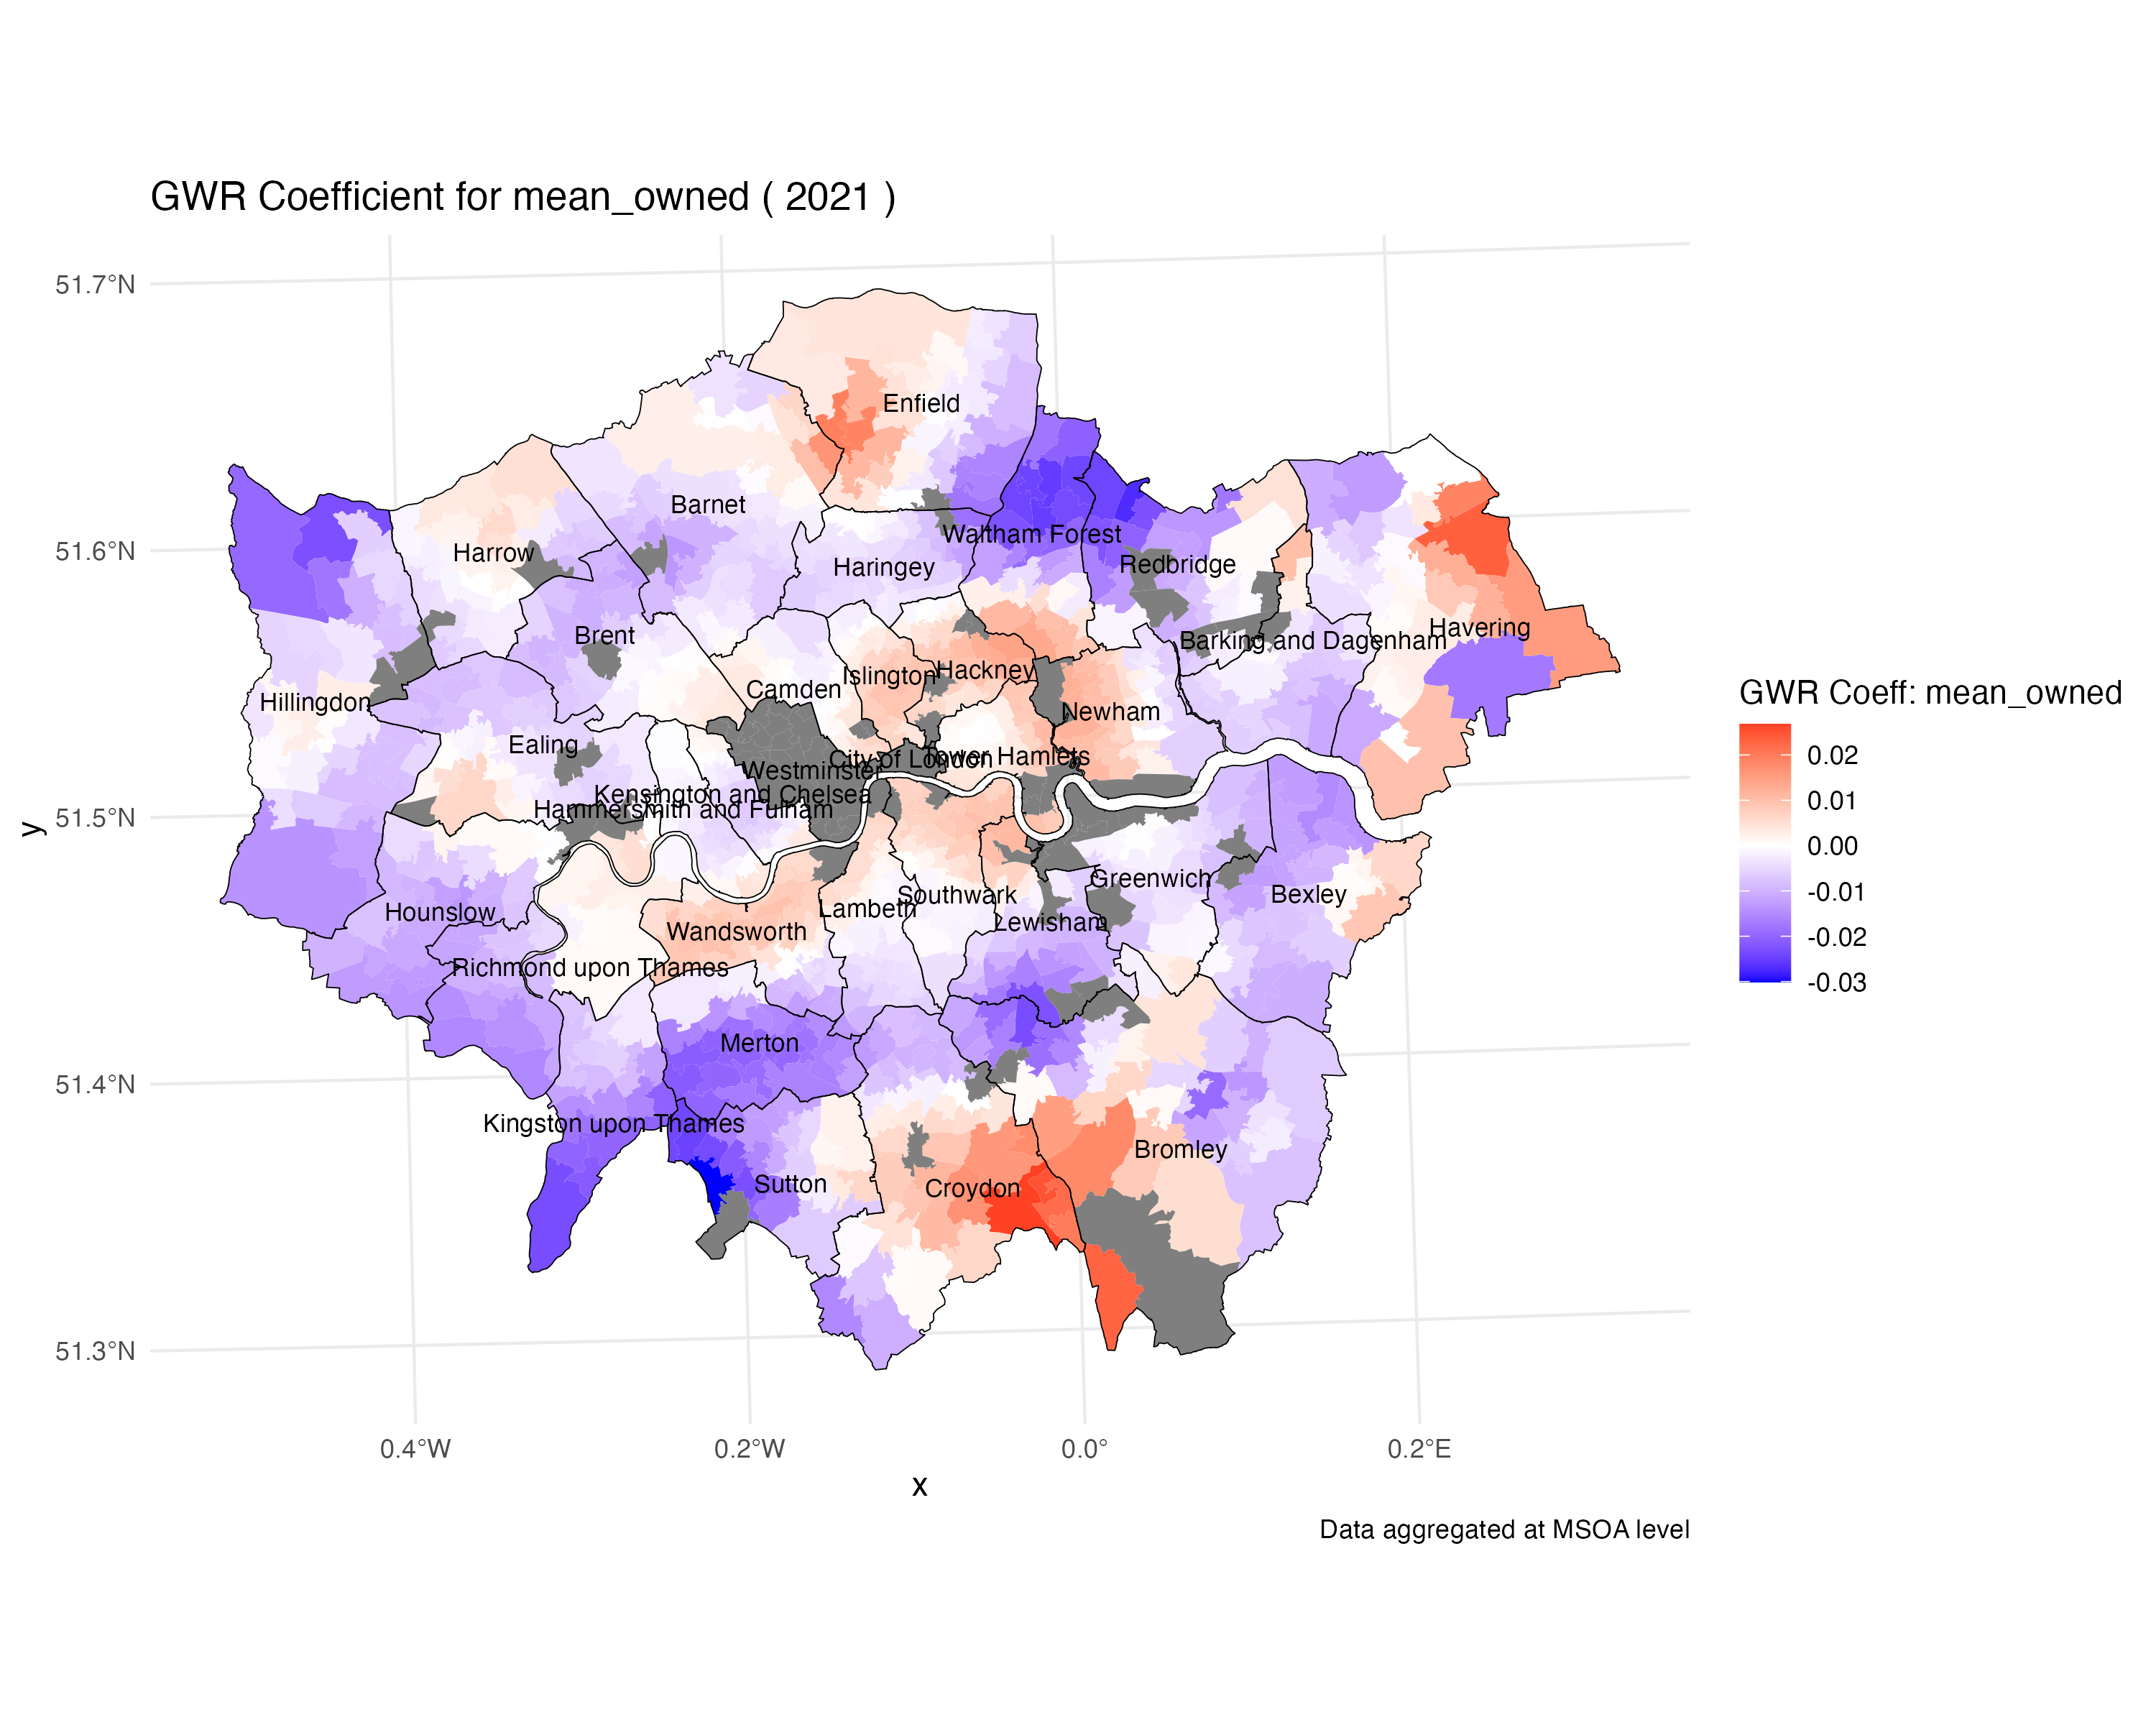 GWR Coefficient for mean_owned ( 2021 )
51.7°N
51.6°N
51.5°N
51.4°N
51.3°N
y
Enfield
Barnet
Waltham Forest
Harrow
Haringey
Redbridge
Brent
Barking and Dagenham
Havering
Islington
Hackney
Camden
Hillingdon
Newham
Ealing
City of London
Tower Hamlets
Westminster
Kensington and Chelsea
Hammersmith and Fulham
Greenwich
Southwark
Bexley
Hounslow
Lambeth
Lewisham
Wandsworth
Richmond upon Thames
Merton
Kingston upon Thames
Bromley
Sutton
Croydon
0.4°W
0.2°W
0.0°
0.2°E
x
Data aggregated at MSOA level
GWR Coeff: mean_owned
0.02
0.01
0.00
-0.01
-0.02
-0.03